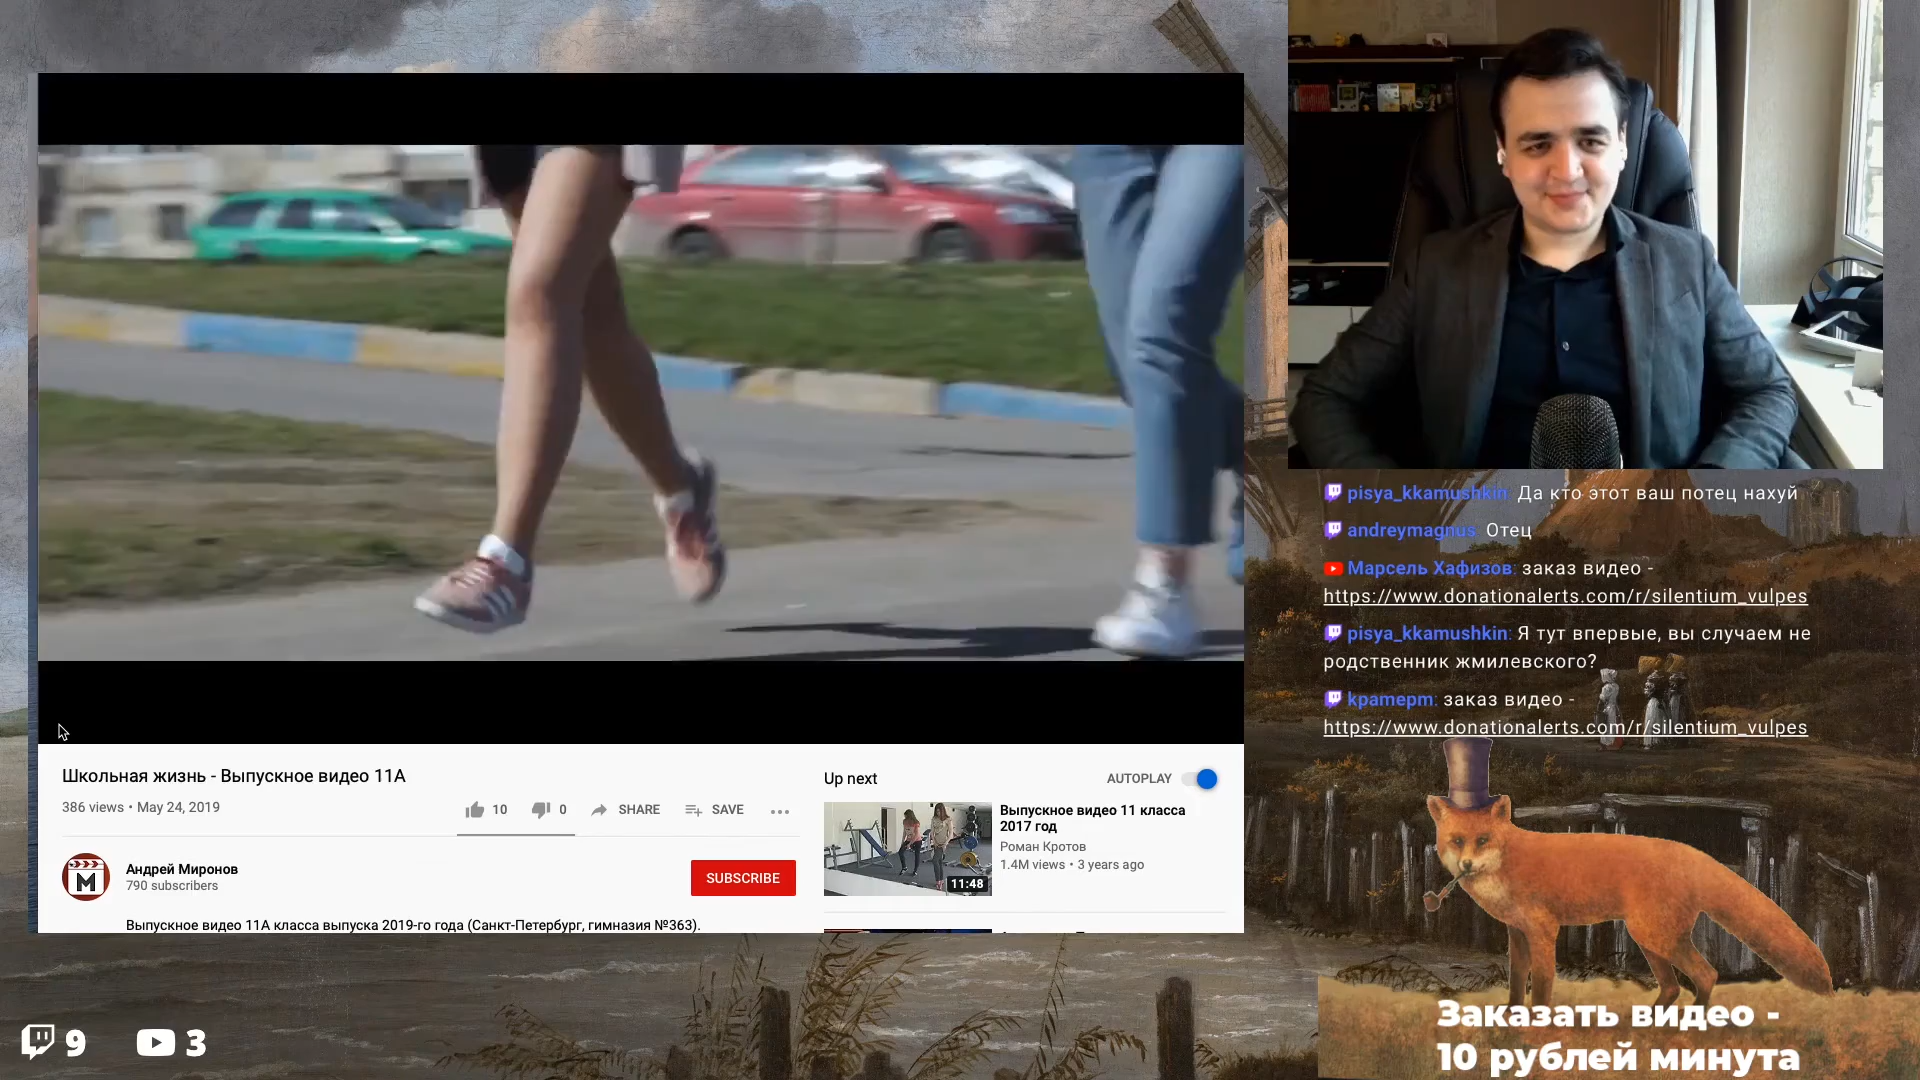 Школьная жизнь - Выпускное видео 11А
386 views • May 24, 2019
10
0
SHARE
SAVE
Андрей Миронов
790 subscribers
SUBSCRIBE
Выпускное видео 11А класса выпуска 2019-го года (Санкт-Петербург, гимназия №363).
Up next
AUTOPLAY
Выпускное видео 11 класса
2017 год
Роман Кротов
1.4M views • 3 years ago
11:48
M
pisya_kkamushkin: Да кто этот ваш потец нахуй
andreymagnus: Отец
Марсель Хафизов: заказ видео -
https://www.donationalerts.com/r/silentium_vulpes
pisya_kkamushkin: Я тут впервые, вы случаем не
родственник жмилевского?
kpamepm: заказ видео -
https://www.donationalerts.com/r/silentium_vulpes
Заказать видео -
10 рублей минута
9
3